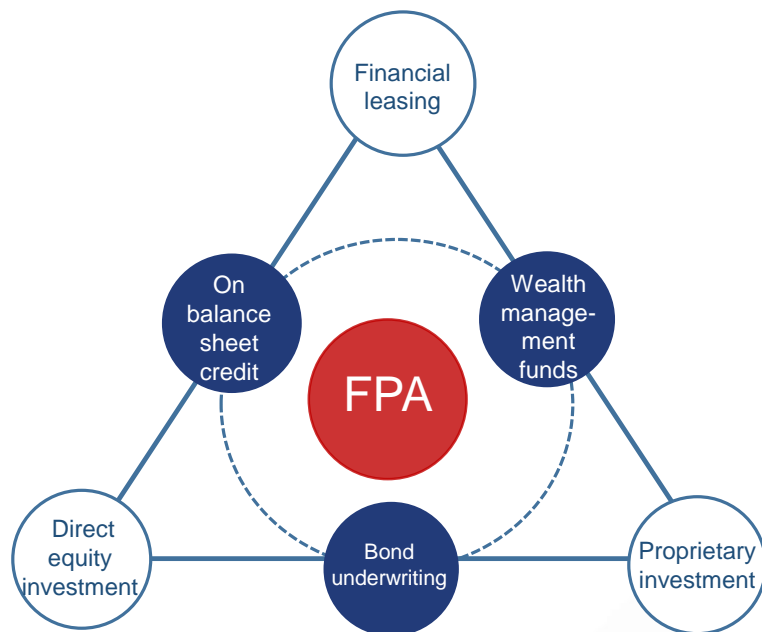 Financial
leasing
On
balance
sheet
credit
Wealth
manage-
ment
funds
FPA
Direct
equity
investment
Bond
underwriting
Proprietary
investment